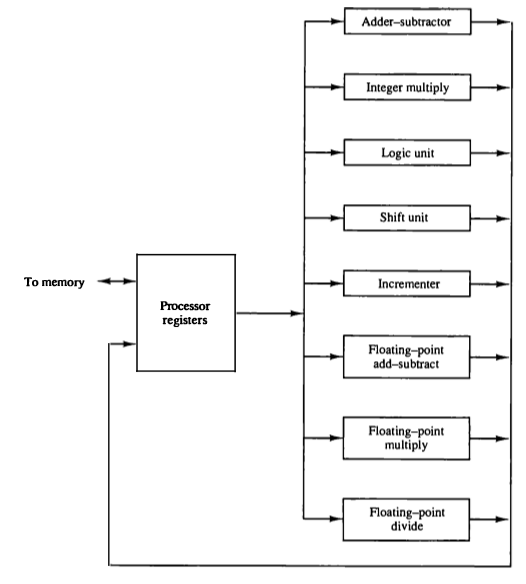 Adder–subtractor
Integer multiply
Logic unit
Shift unit
To memory
Processor
registers
Incrementer
Floating–point
add–subtract
Floating–point
multiply
Floating–point
divide